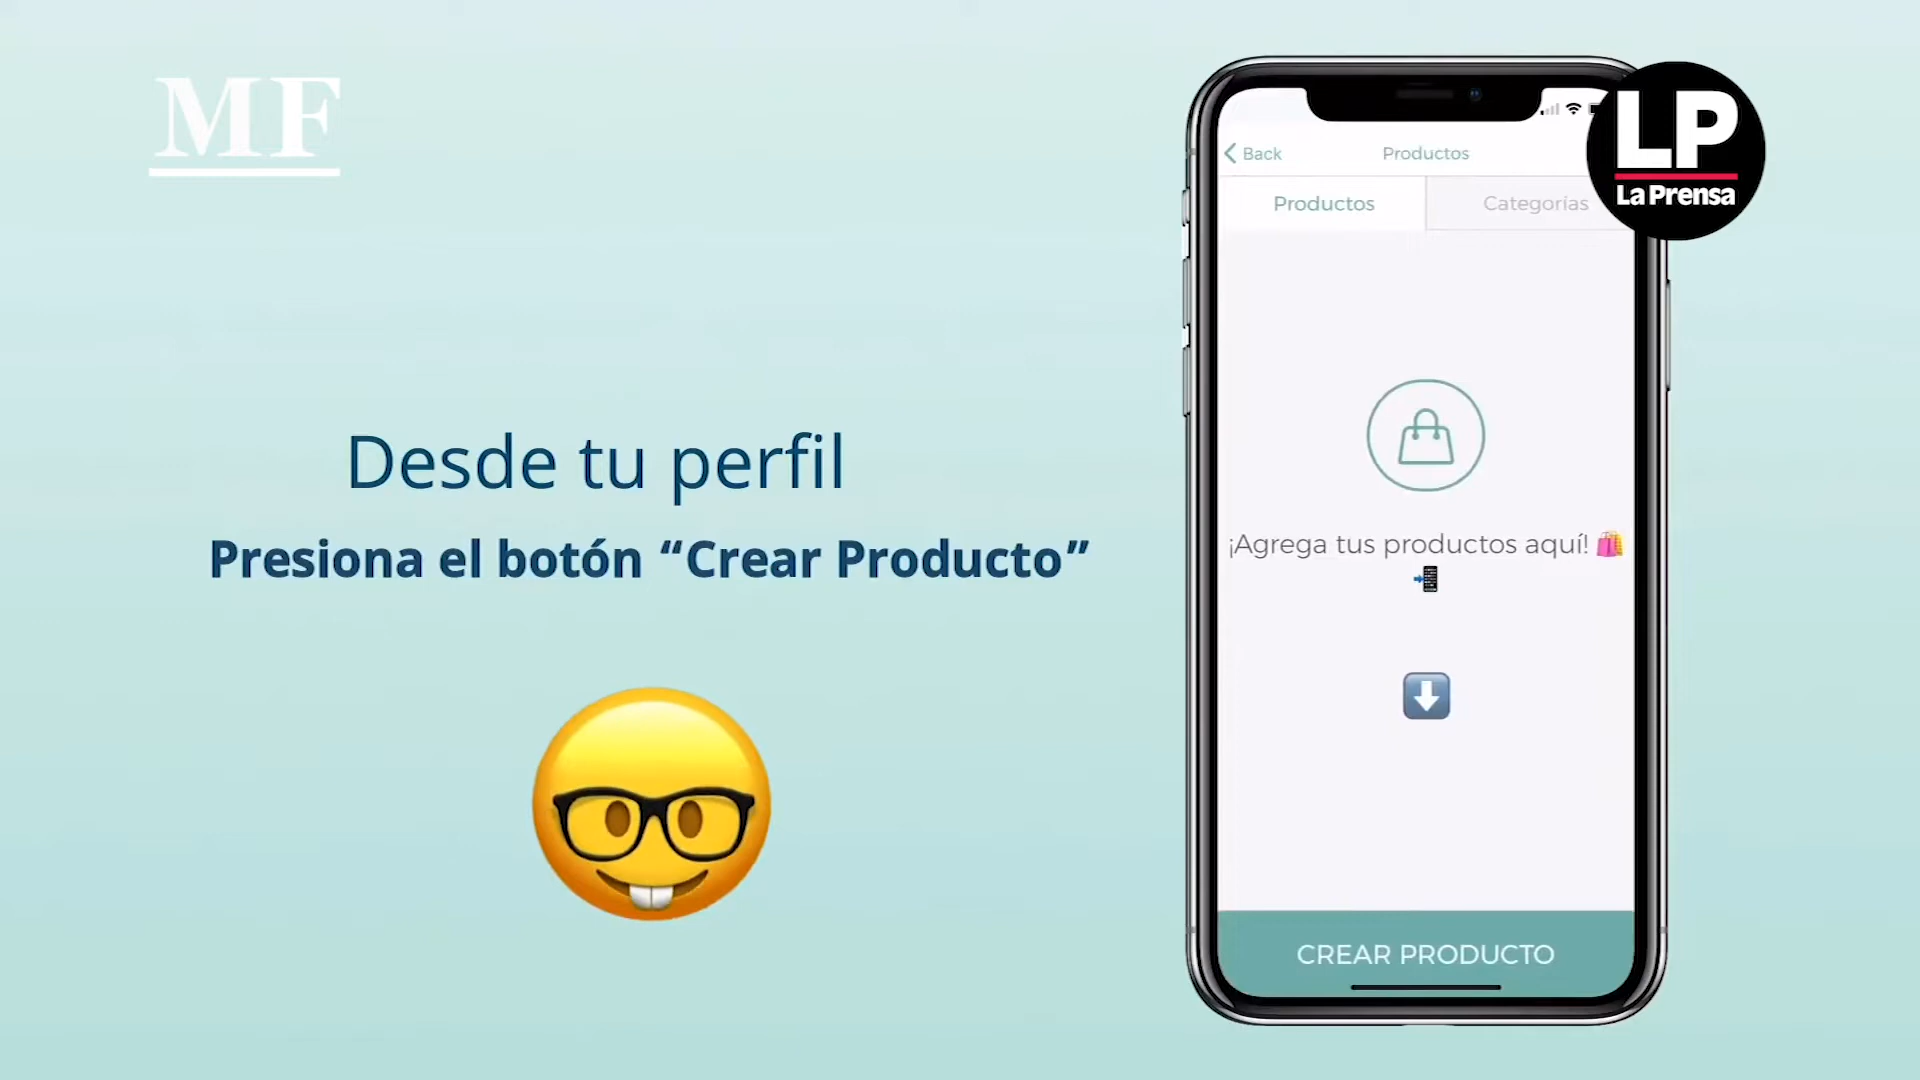 MF
Desde tu perfil
Presiona el botón “Crear Producto”
LP
La Prensa
Back
Productos
Productos
Categorías
¡Agrega tus productos aquí! 🛍️
📲
⬇️
CREAR PRODUCTO